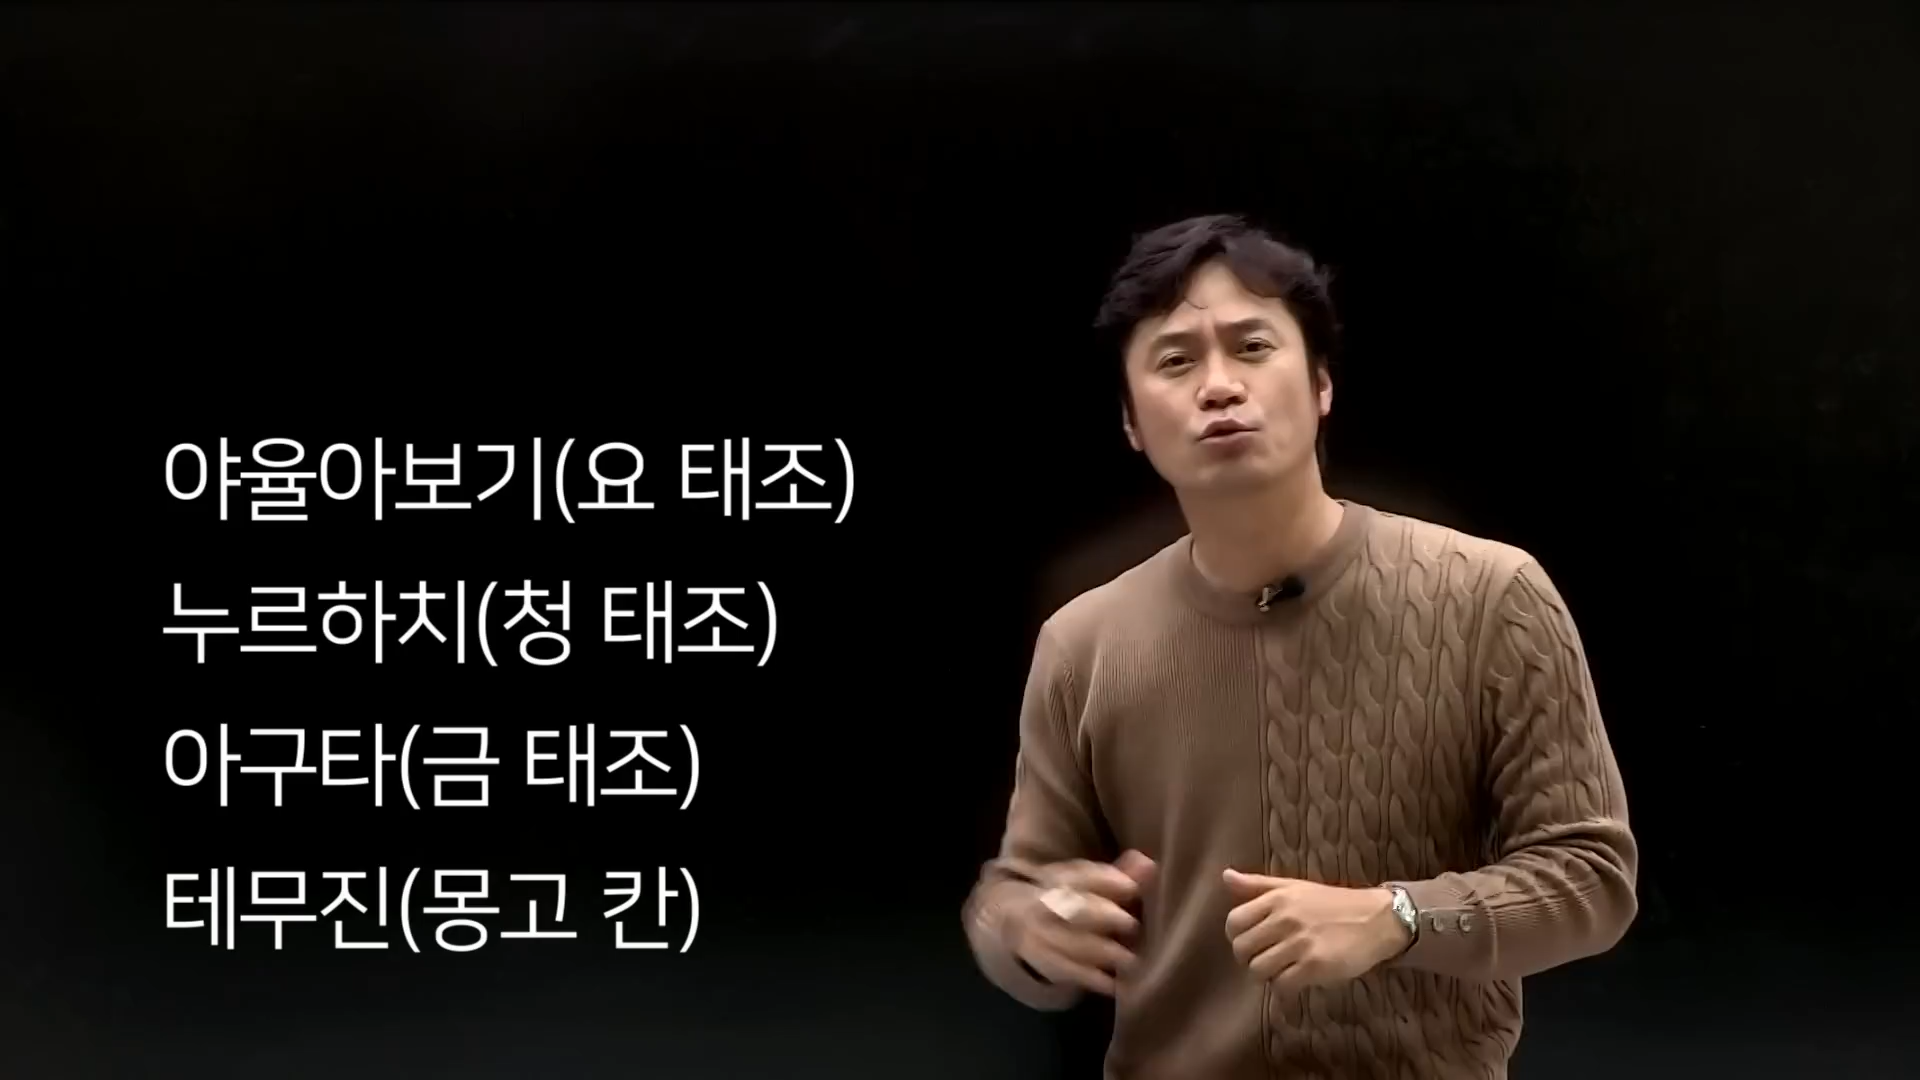 야율아보기(요 태조)
누르하치(청 태조)
아구타(금 태조)
테무진(몽고 칸)